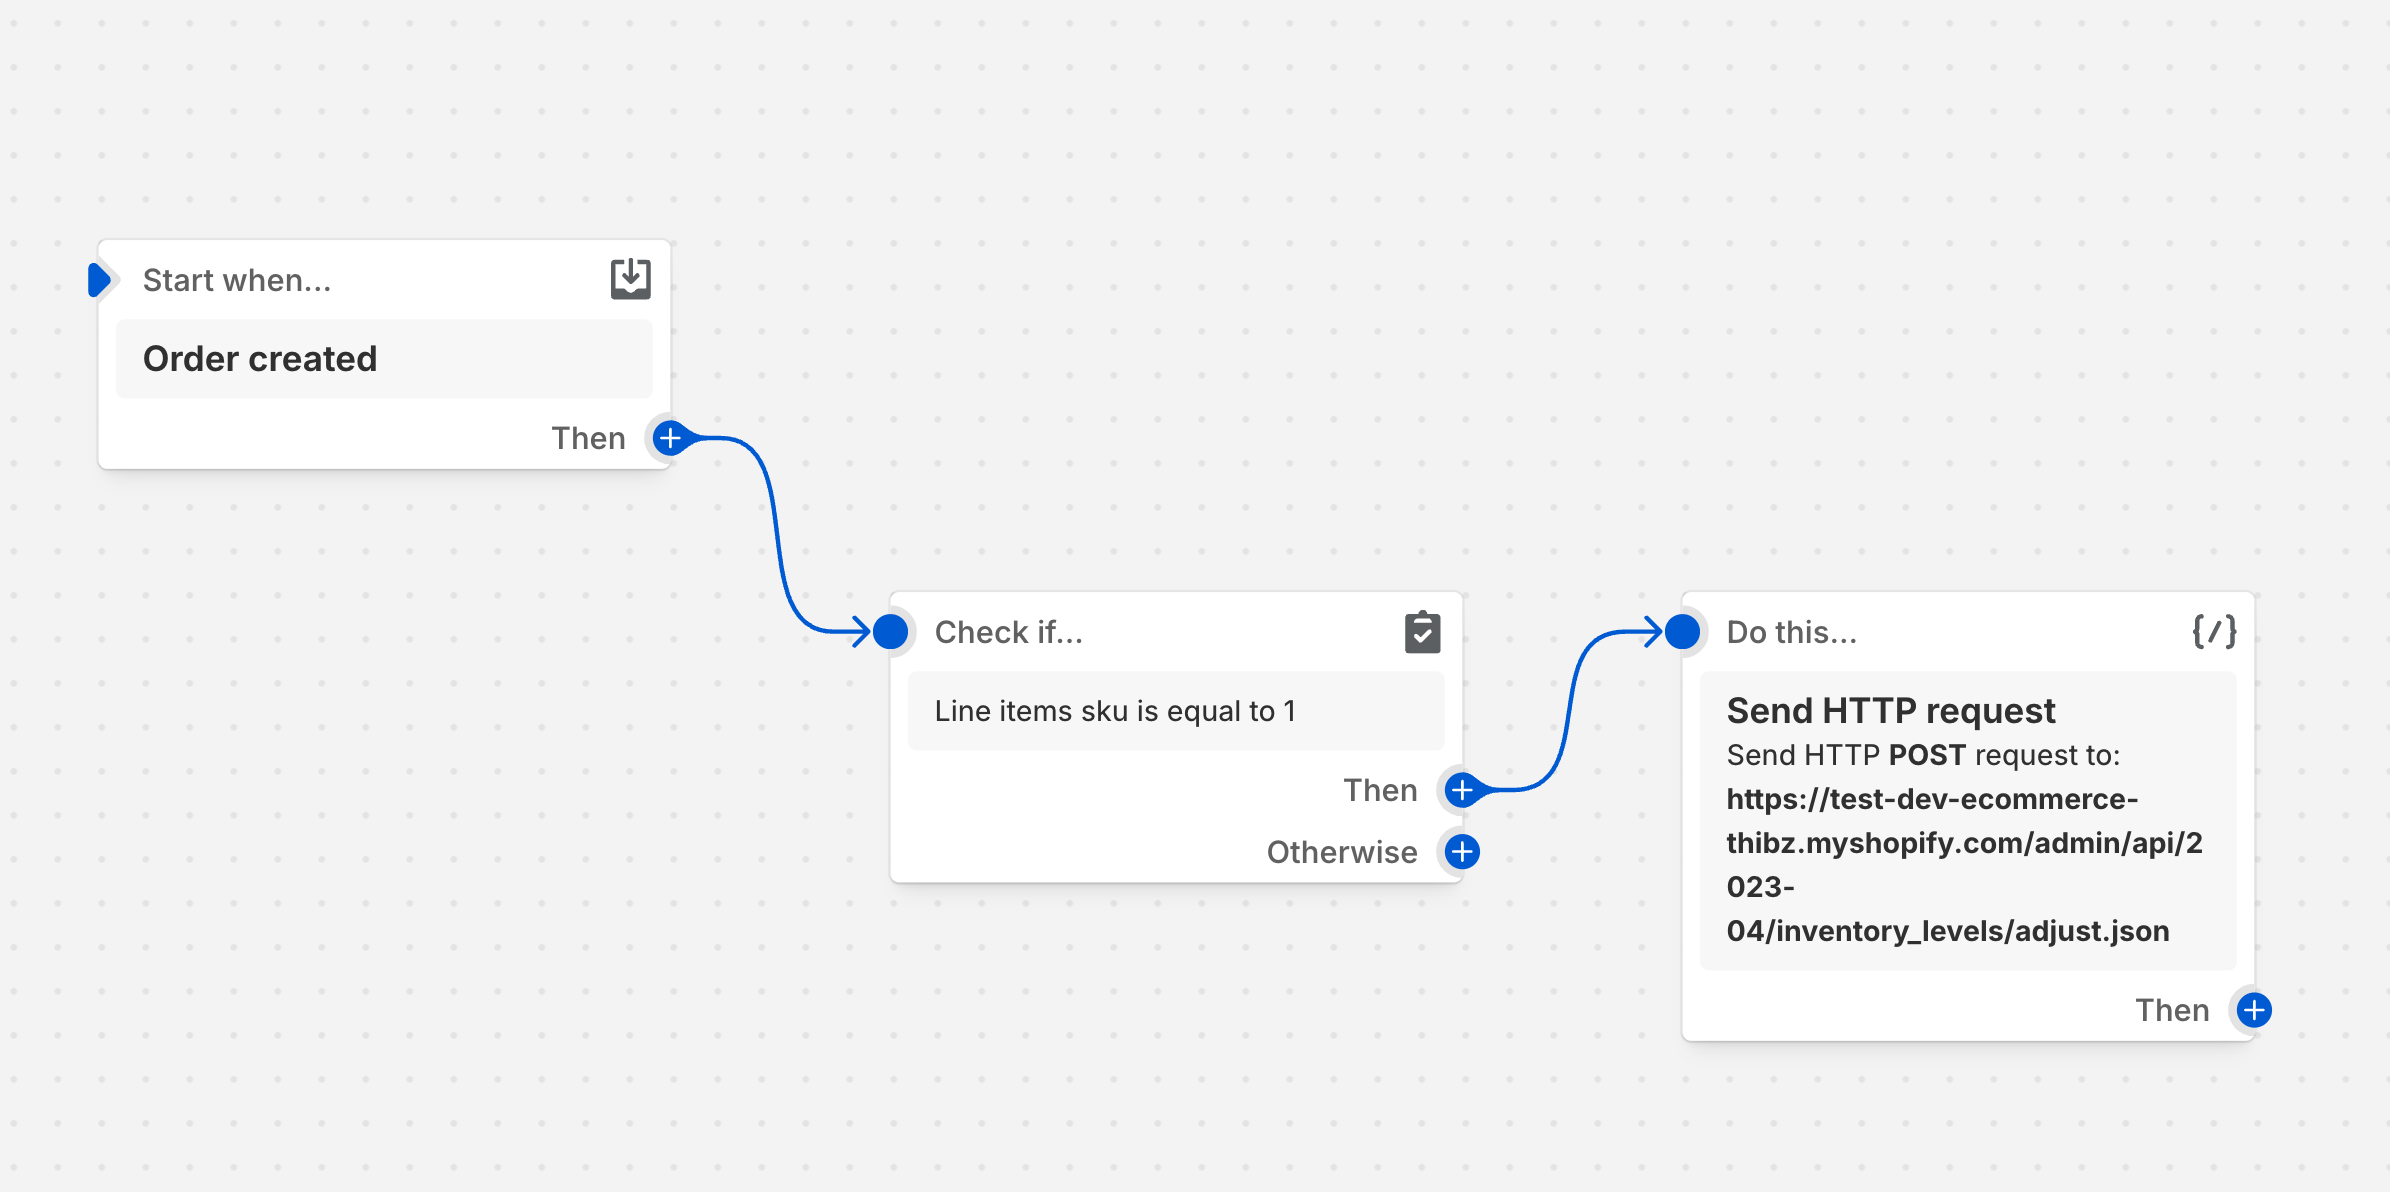 Start when...
Order created
Then
Check if...
Line items sku is equal to 1
Then
Otherwise
Do this...
Send HTTP request
Send HTTP POST request to:
https://test-dev-ecommerce-
thibz.myshopify.com/admin/api/2
023-
04/inventory_levels/adjust.json
Then